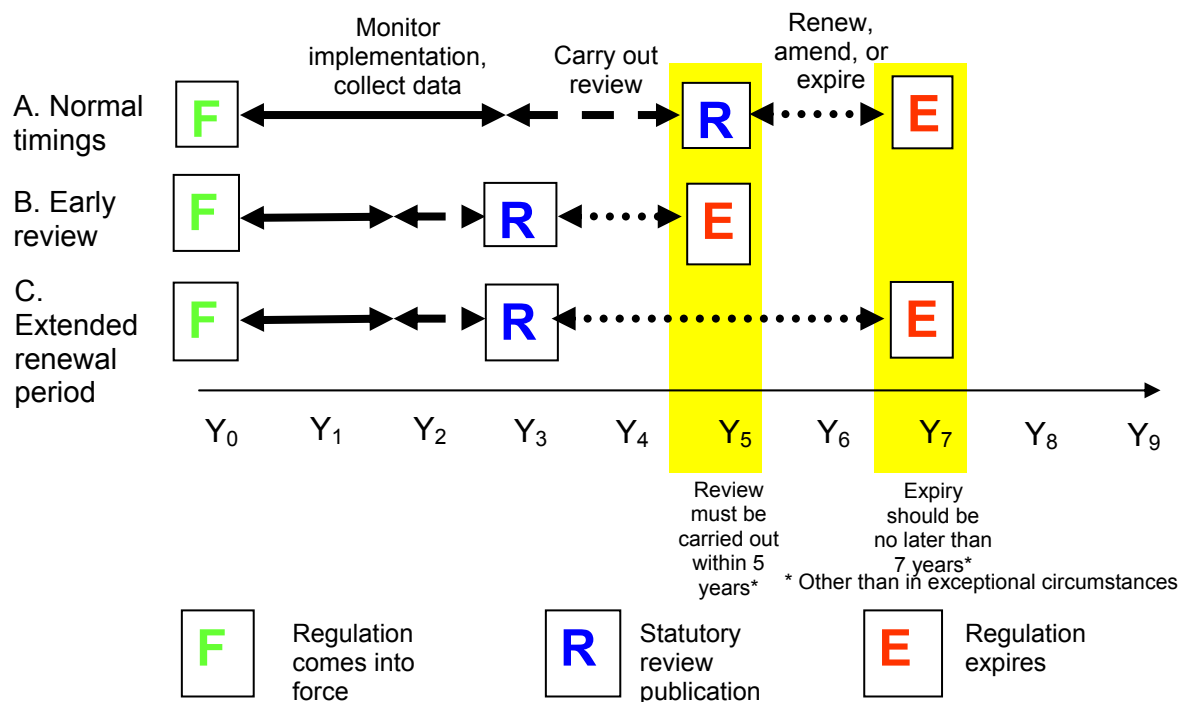 Monitor
implementation,
collect data
Carry out
review
Renew,
amend, or
expire
A. Normal
timings
F
R
E
B. Early
review
F
R
E
C.
Extended
renewal
period
F
R
E
Y0 Y1 Y2 Y3 Y4 Y5 Y6 Y7 Y8 Y9
Review
must be
carried out
within 5
years*
Expiry
should be
no later than
7 years*
* Other than in exceptional circumstances
F
Regulation
comes into
force
R
Statutory
review
publication
E
Regulation
expires